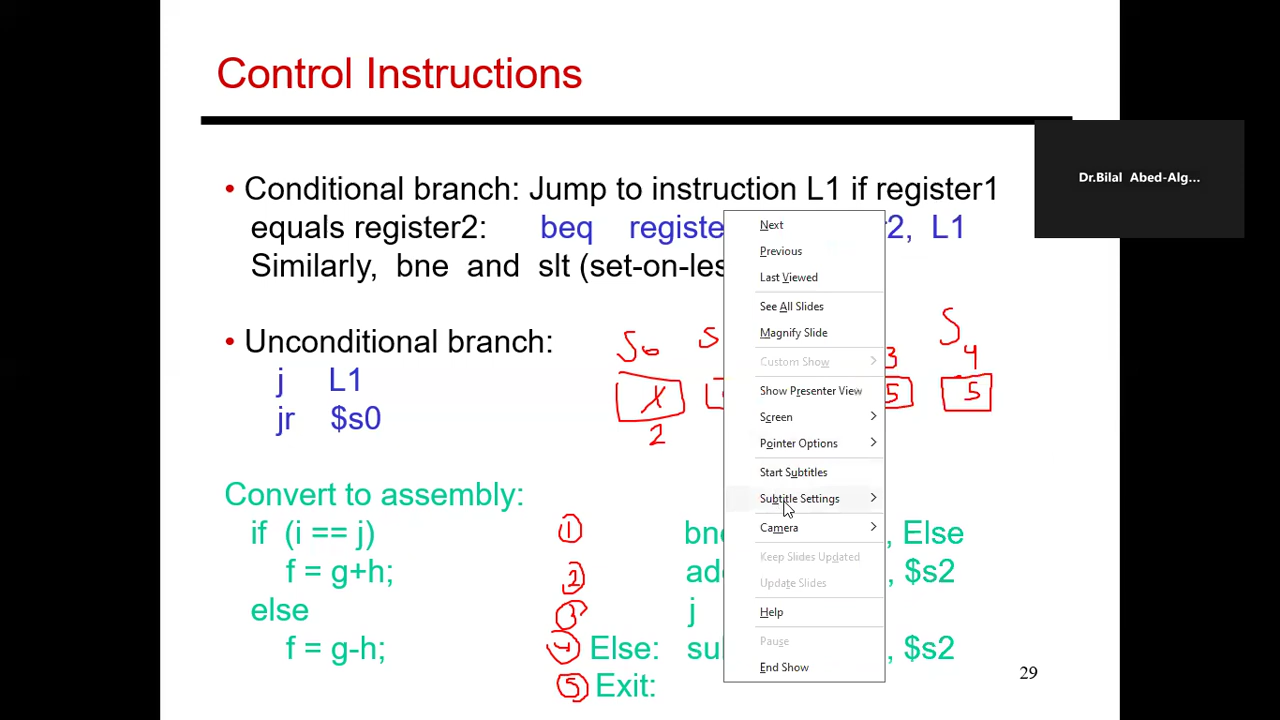 Control Instructions
Dr.Bilal Abed-Alg...
• Conditional branch: Jump to instruction L1 if register1
equals register2: beq registe 2, L1
Similarly, bne and slt (set-on-les
• Unconditional branch:
j L1
jr $s0
S0 S 3 S4
1 5 5
2
Convert to assembly:
if (i == j) ① bne , Else
f = g+h; ② add , $s2
else ③ j
f = g-h; ④ Else: sub , $s2
⑤ Exit:
29
Next
Previous
Last Viewed
See All Slides
Magnify Slide
Custom Show
Show Presenter View
Screen
Pointer Options
Start Subtitles
Subtitle Settings
Camera
Keep Slides Updated
Update Slides
Help
Pause
End Show